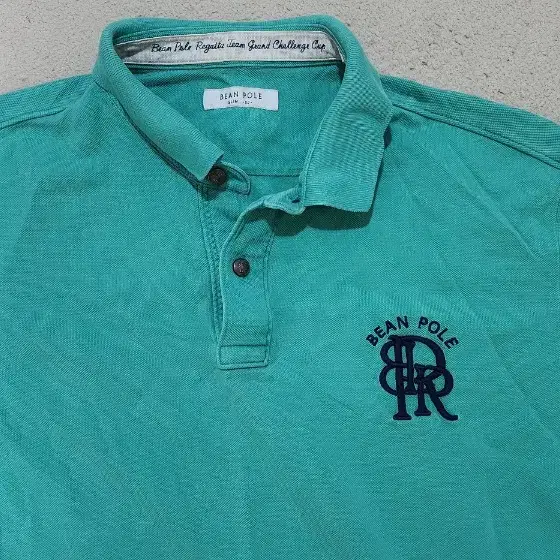 Bean Pole Regatta Team Grand Challenge Cup
BEAN POLE
BEAN POLE